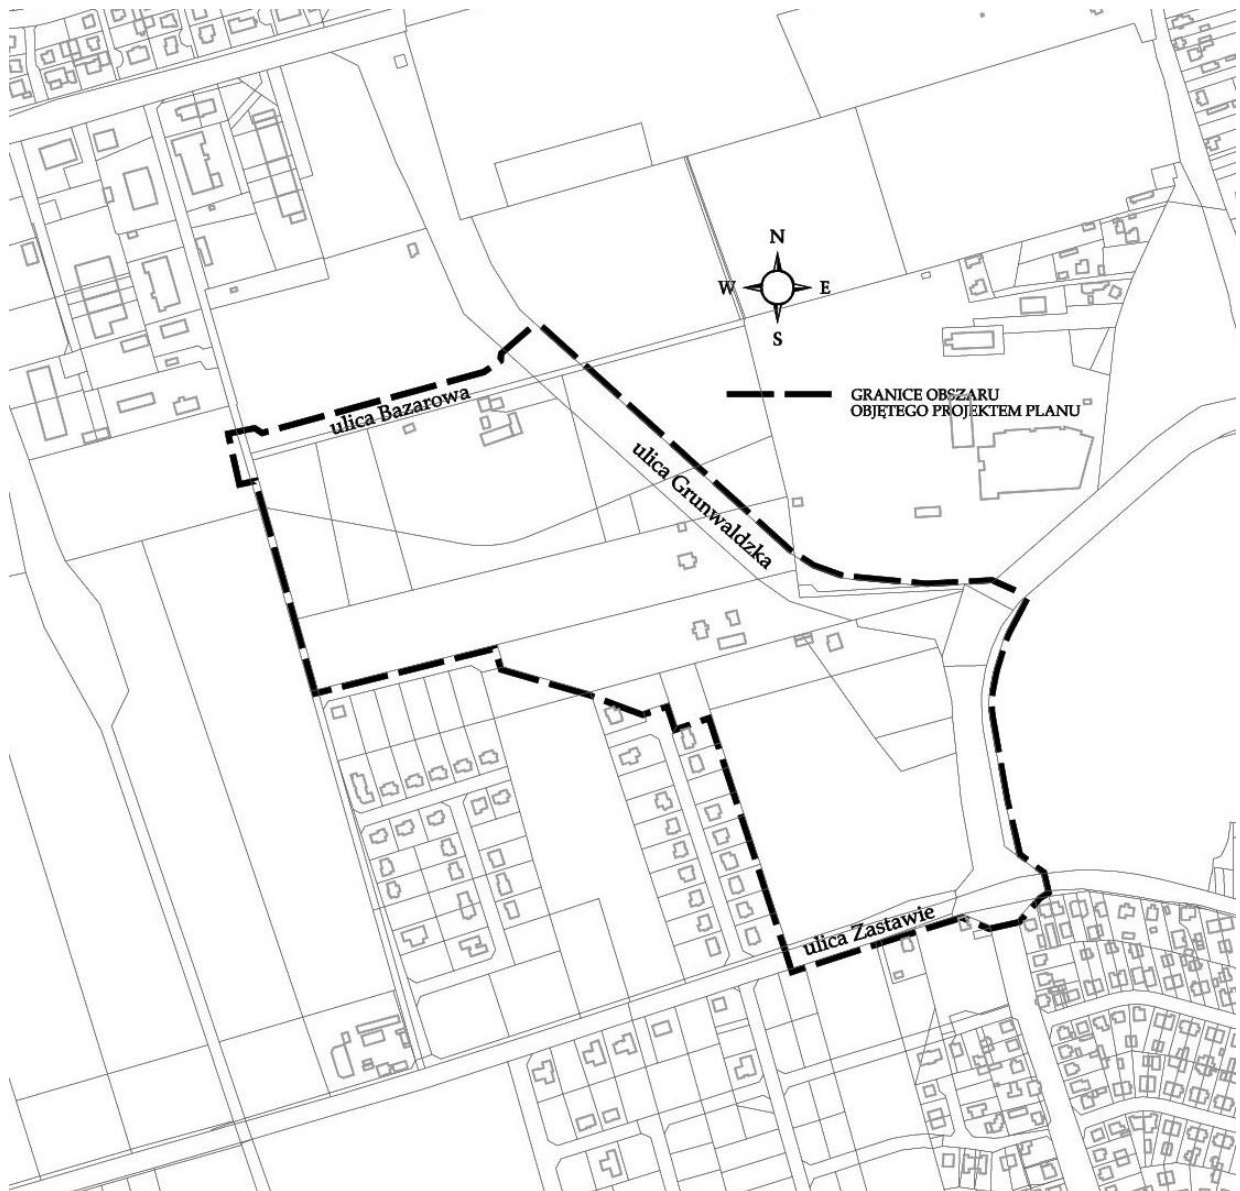 N
W E
S
GRANICE OBSZARU
OBJĘTEGO PROJEKTEM PLANU
ulica Bazarowa
ulica Grunwaldzka
ulica Zastawie